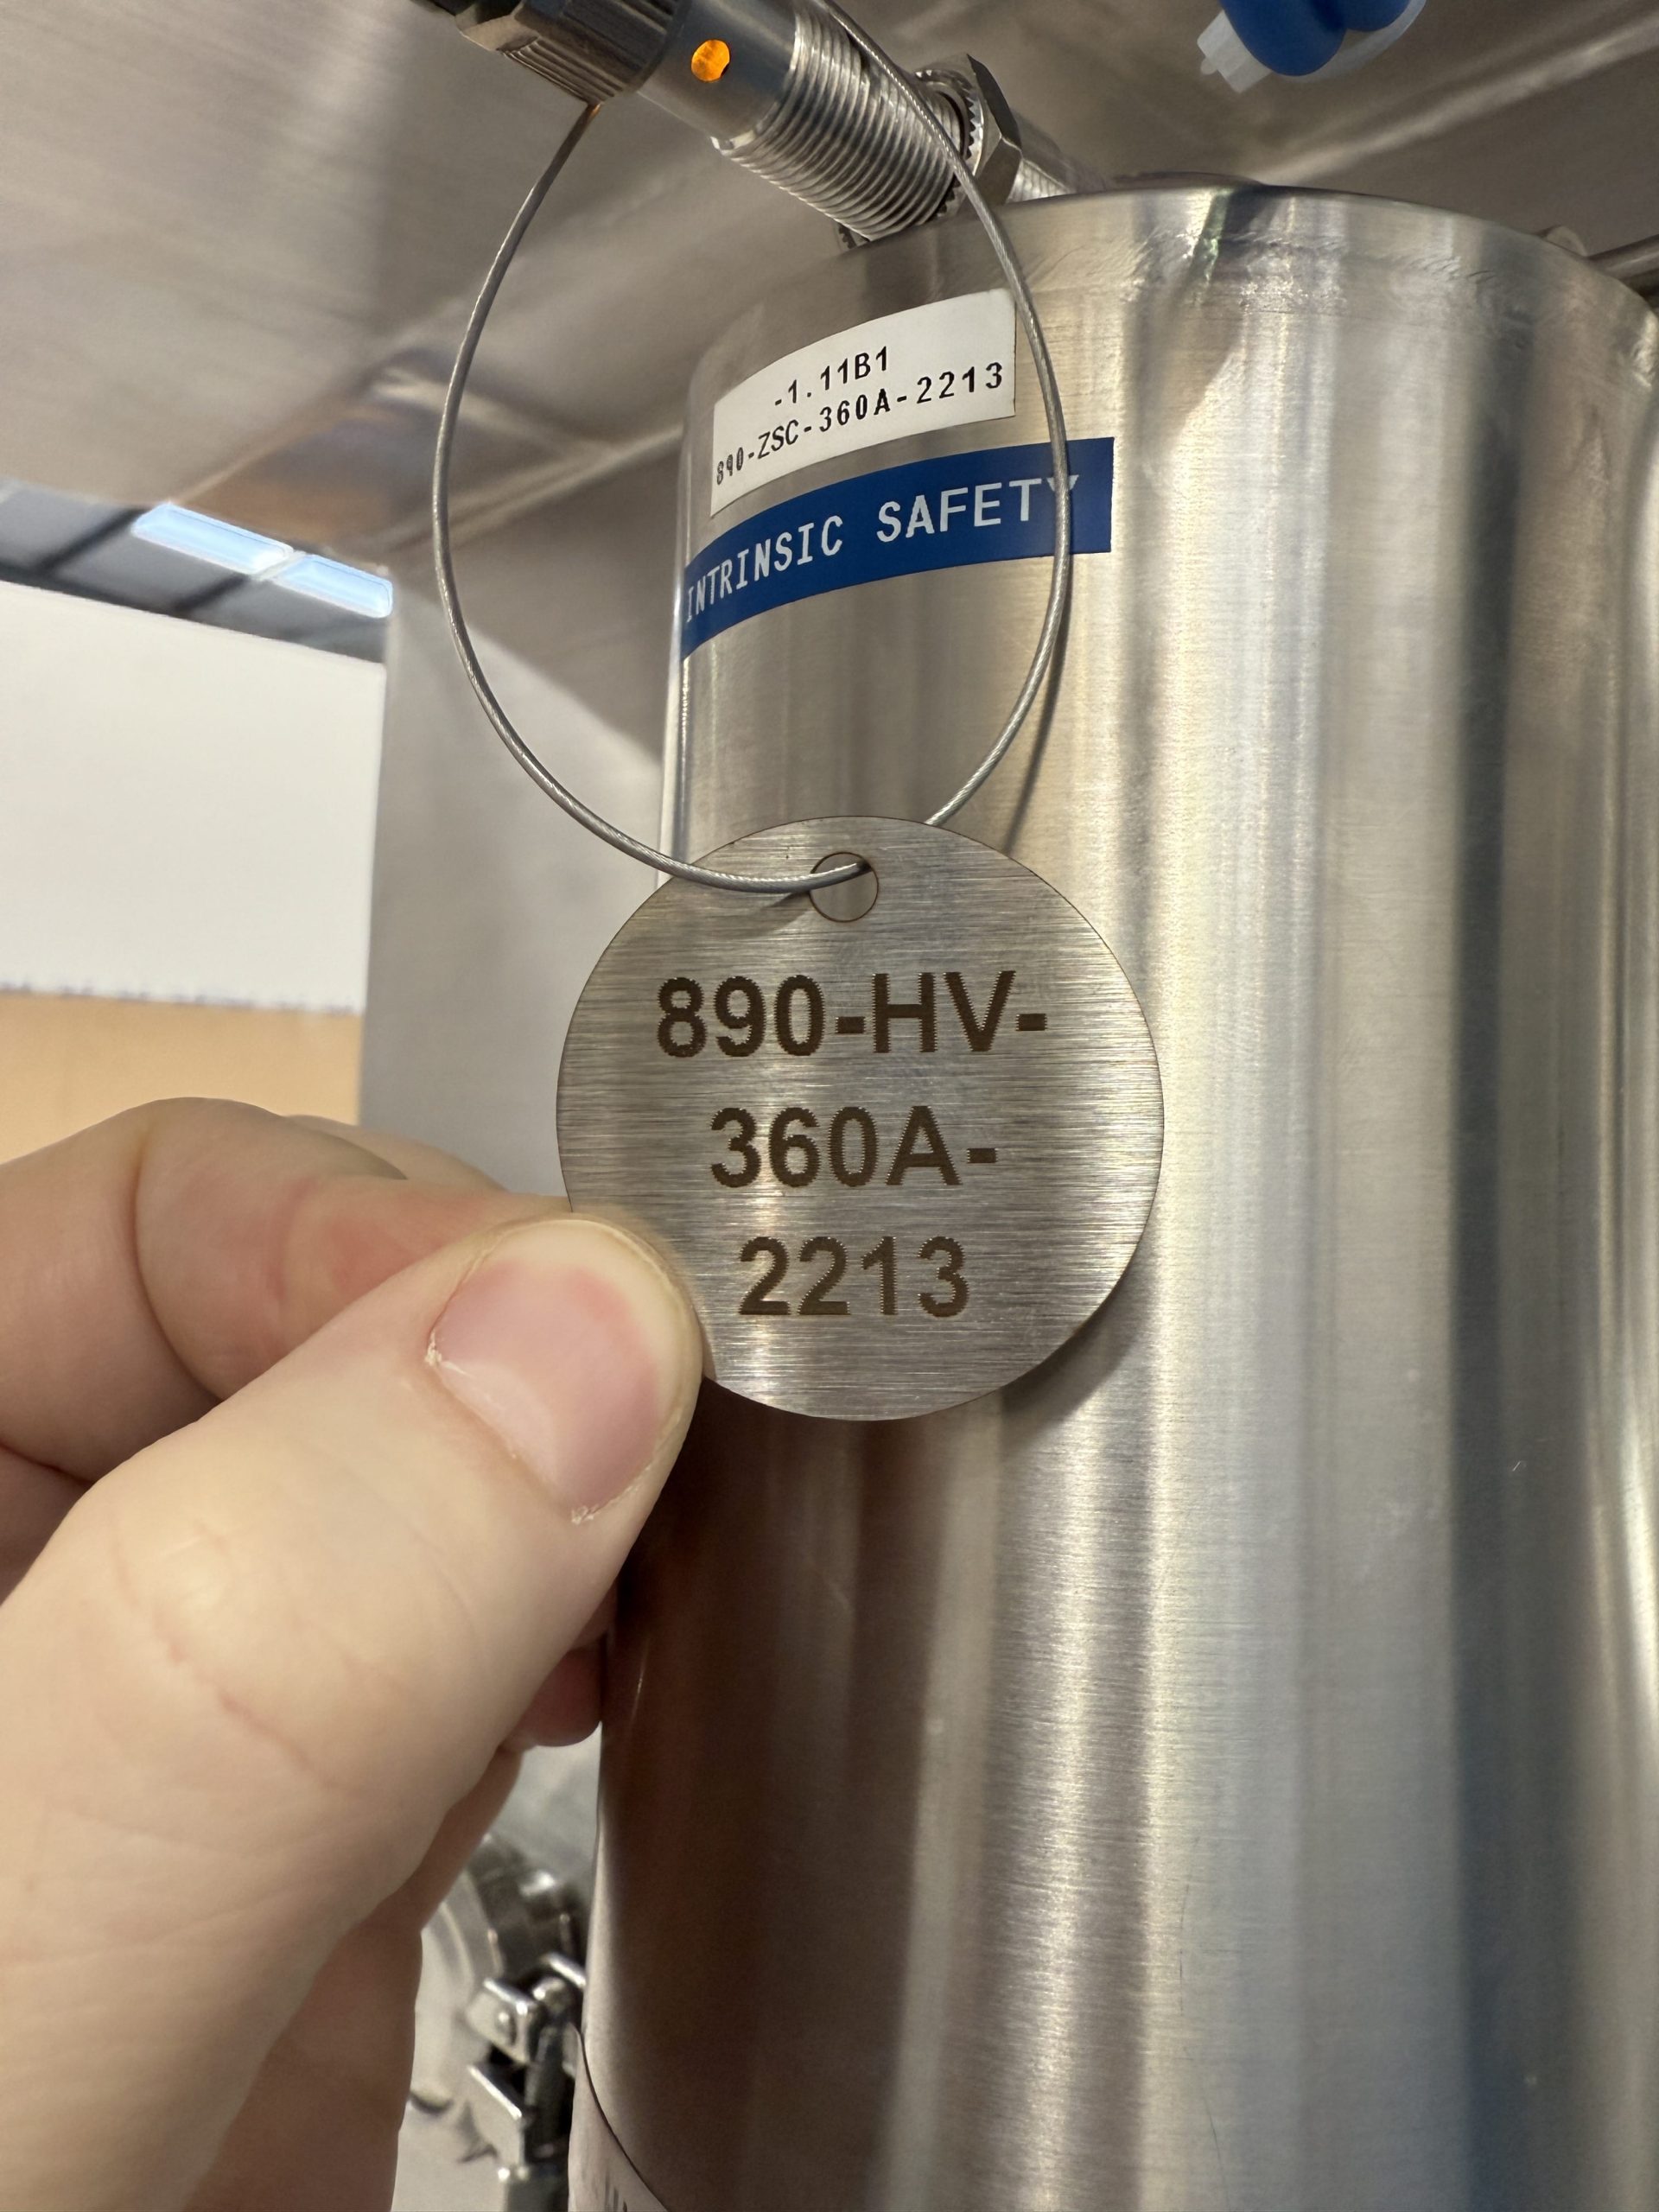 -1.11B1
890-ZSC-360A-2213
INTRINSIC SAFETY
890-HV-
360A-
2213